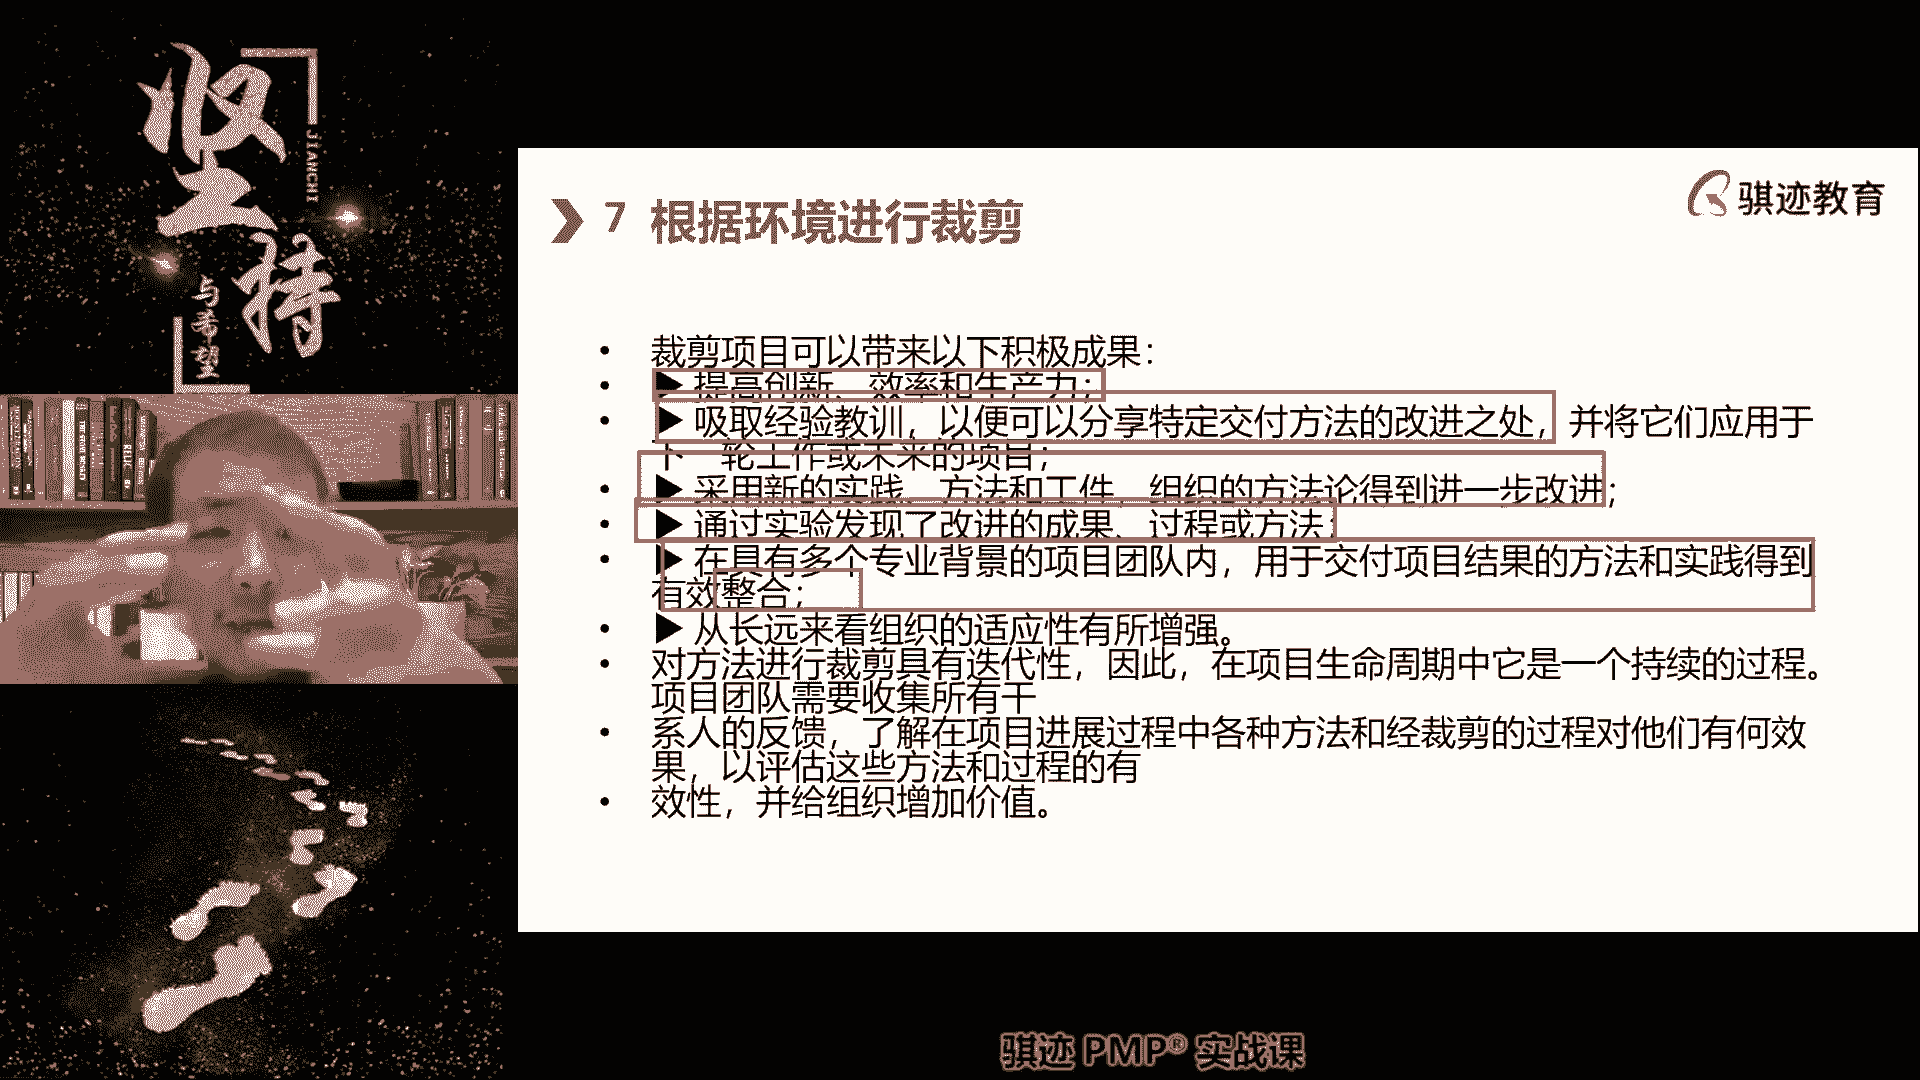 坚持
JIANCHI
与希望
骐迹教育
7 根据环境进行裁剪
• 裁剪项目可以带来以下积极成果：
• ▶ 提高创新、效率和生产力；
• ▶ 吸取经验教训，以便可以分享特定交付方法的改进之处，并将它们应用于
下一轮工作或未来的项目；
• ▶ 采用新的实践、方法和工件，组织的方法论得到进一步改进；
• ▶ 通过实验发现了改进的成果、过程或方法；
• ▶ 在具有多个专业背景的项目团队内，用于交付项目结果的方法和实践得到
有效整合；
• ▶ 从长远来看组织的适应性有所增强。
• 对方法进行裁剪具有迭代性，因此，在项目生命周期中它是一个持续的过程。
项目团队需要收集所有干
• 系人的反馈，了解在项目进展过程中各种方法和经裁剪的过程对他们有何效
果，以评估这些方法和过程的有
• 效性，并给组织增加价值。
骐迹 PMP® 实战课